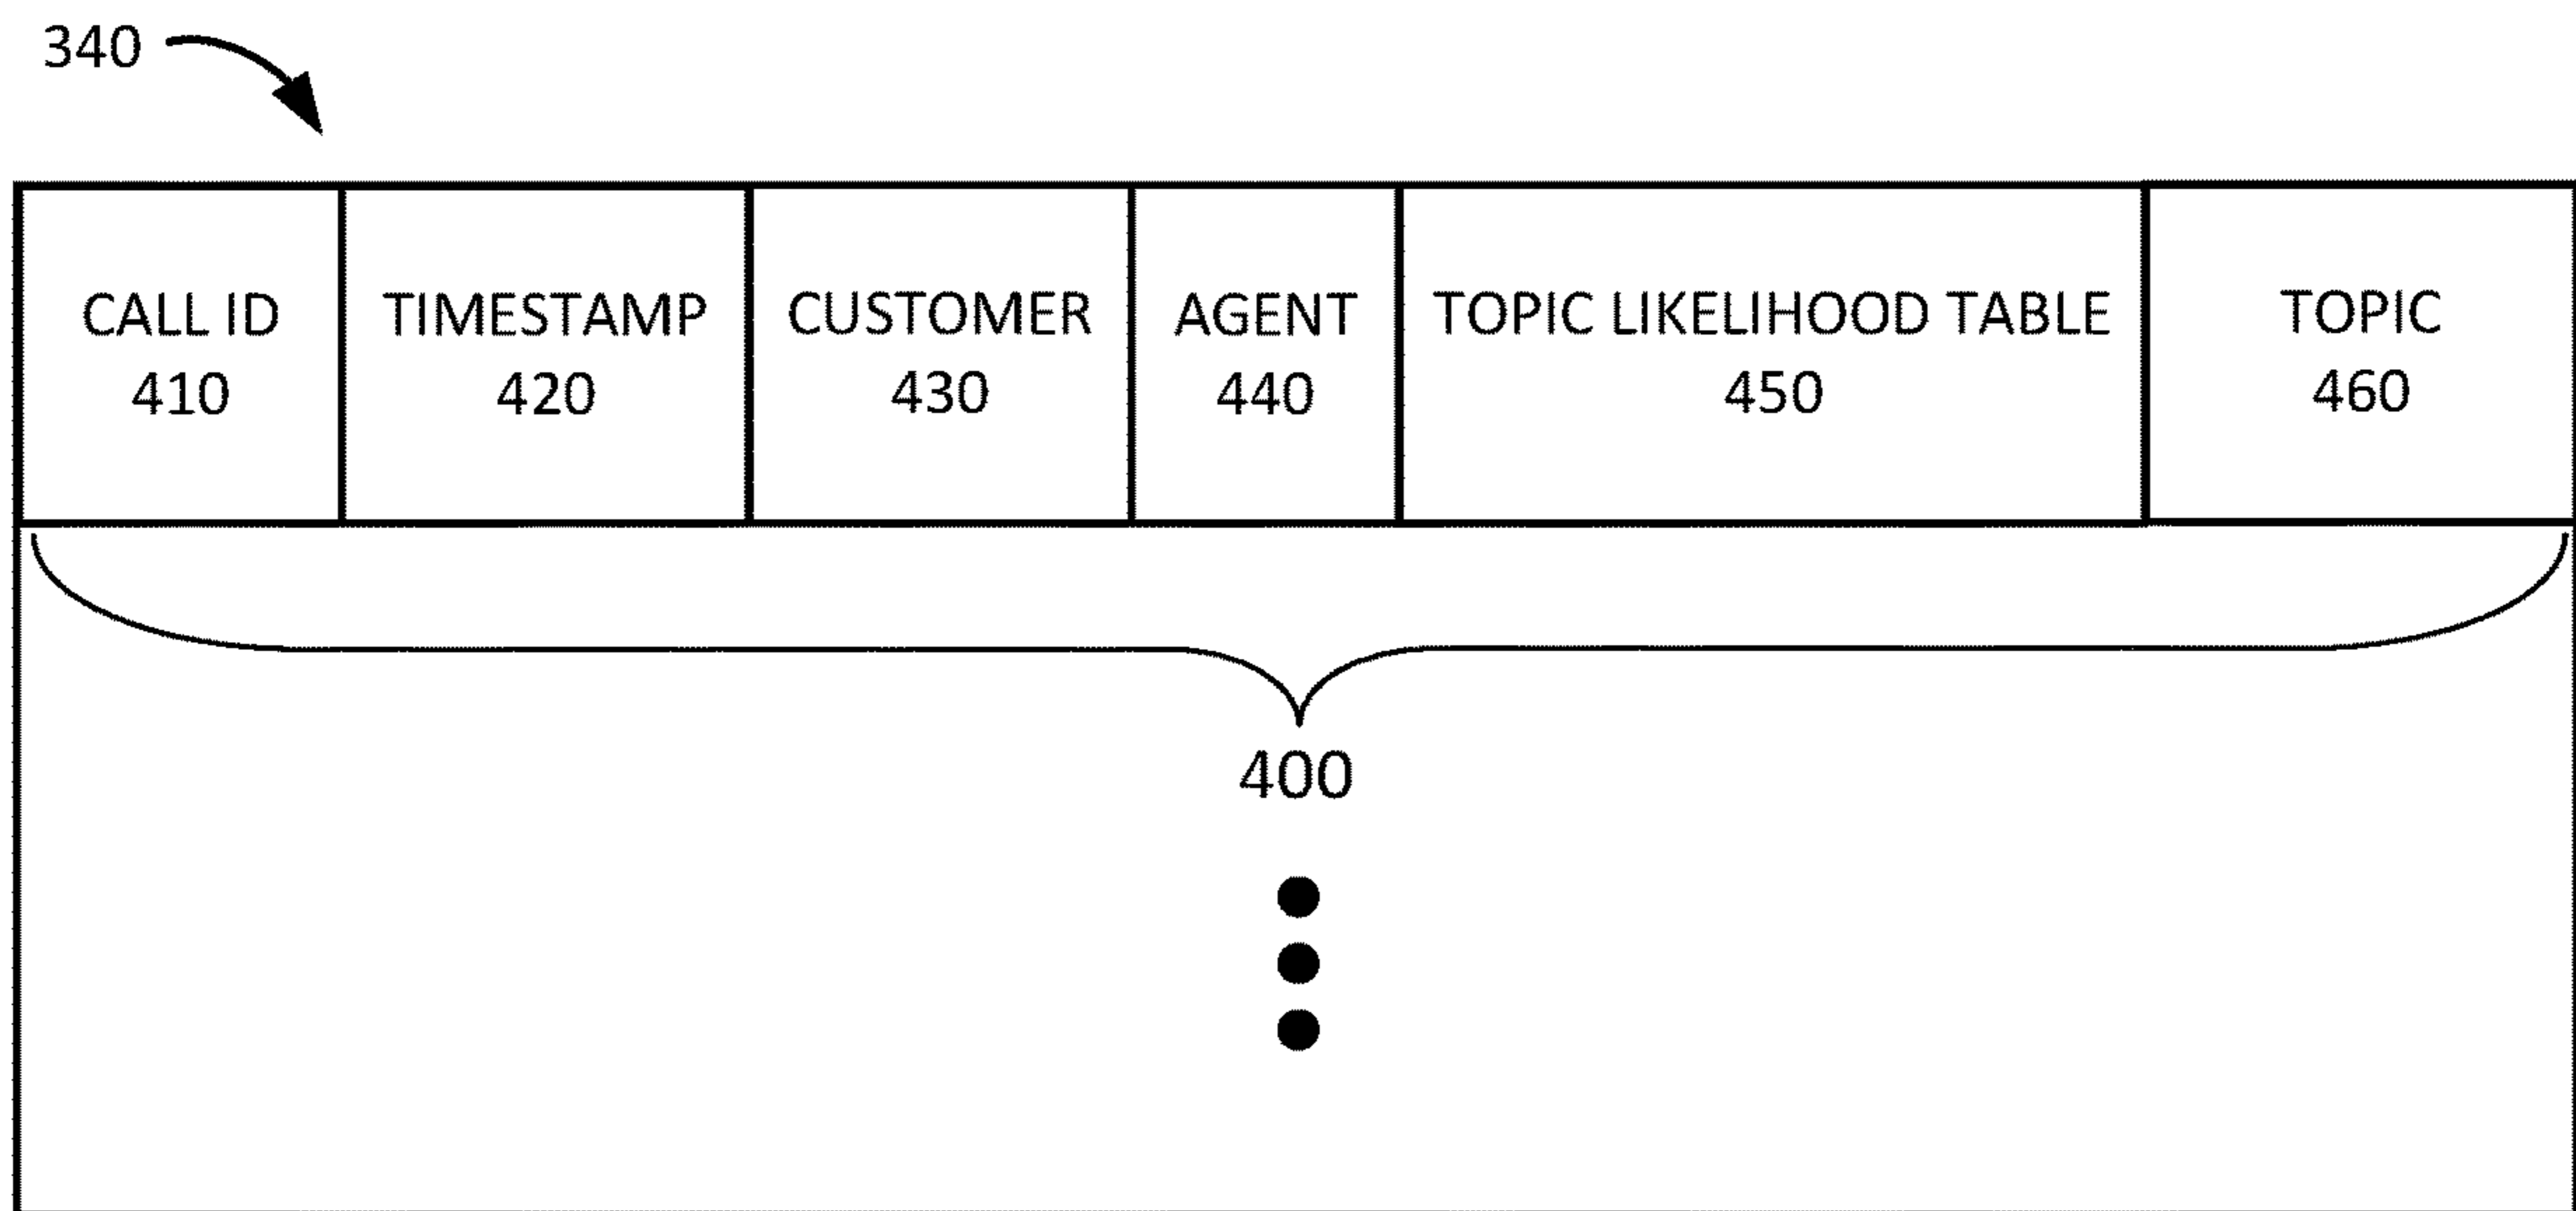 340
CALL ID
410
TIMESTAMP
420
CUSTOMER
430
AGENT
440
TOPIC LIKELIHOOD TABLE
450
TOPIC
460
400